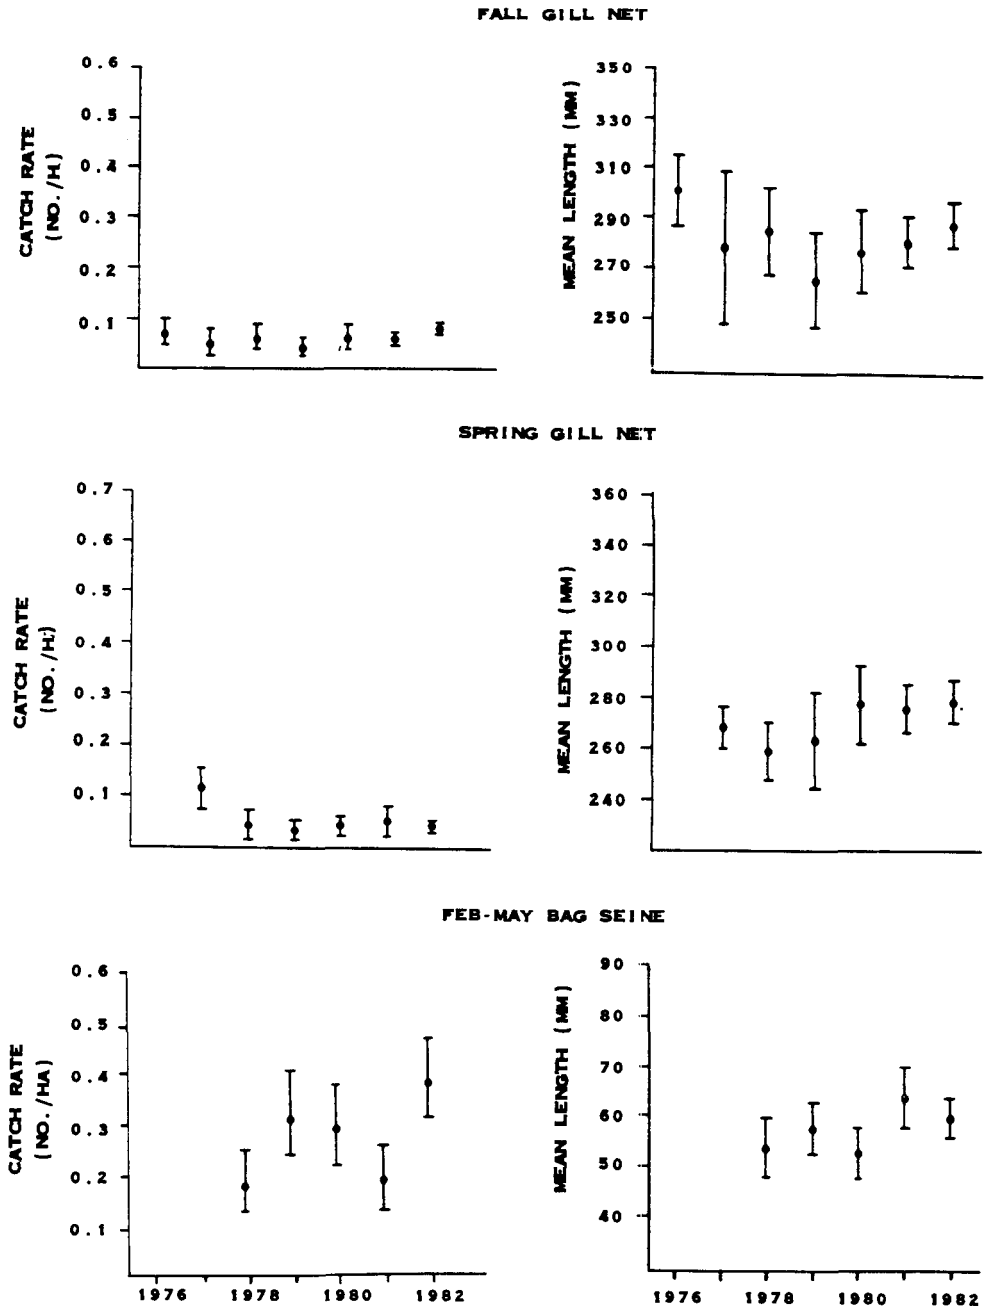 FALL GILL NET
CATCH RATE
(NO./H)
0.6
0.5
0.4
0.3
0.2
0.1
MEAN LENGTH (MM)
350
330
310
290
270
250
SPRING GILL NET
CATCH RATE
(NO./H)
0.7
0.6
0.5
0.4
0.3
0.2
0.1
MEAN LENGTH (MM)
360
340
320
300
280
260
240
FEB-MAY BAG SEINE
CATCH RATE
(NO./HA)
0.6
0.5
0.4
0.3
0.2
0.1
1976 1978 1980 1982
MEAN LENGTH (MM)
90
80
70
60
50
40
1976 1978 1980 1982